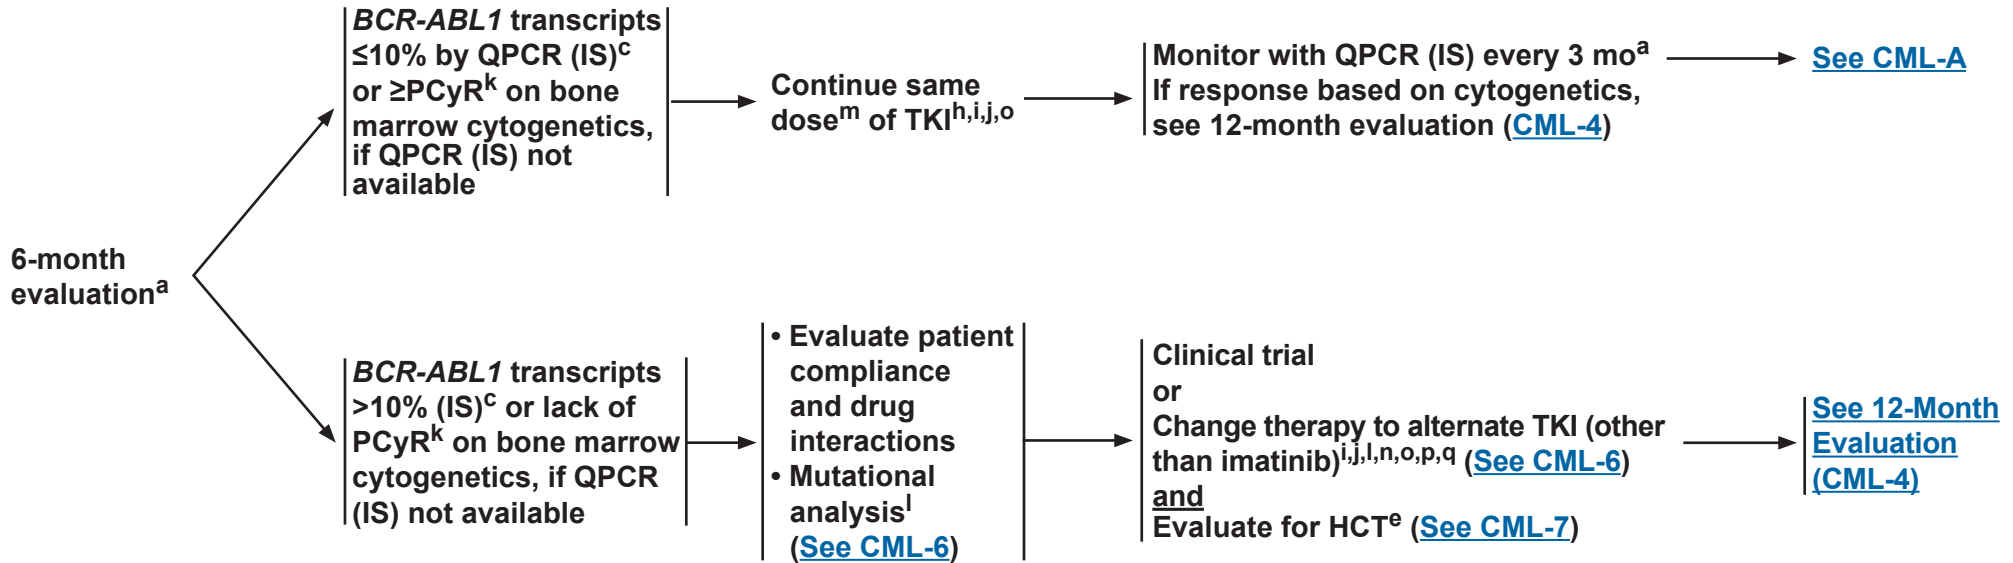 6-month
evaluationa
BCR-ABL1 transcripts
≤10% by QPCR (IS)c
or ≥PCyRk on bone
marrow cytogenetics,
if QPCR (IS) not
available
Continue same
dosem of TKIh,i,j,o
Monitor with QPCR (IS) every 3 moa
If response based on cytogenetics,
see 12-month evaluation (CML-4)
See CML-A
BCR-ABL1 transcripts
>10% (IS)c or lack of
PCyRk on bone marrow
cytogenetics, if QPCR
(IS) not available
• Evaluate patient
compliance
and drug
interactions
• Mutational
analysisl
(See CML-6)
Clinical trial
or
Change therapy to alternate TKI (other
than imatinib)i,j,l,n,o,p,q (See CML-6)
and
Evaluate for HCTe (See CML-7)
See 12-Month
Evaluation
(CML-4)